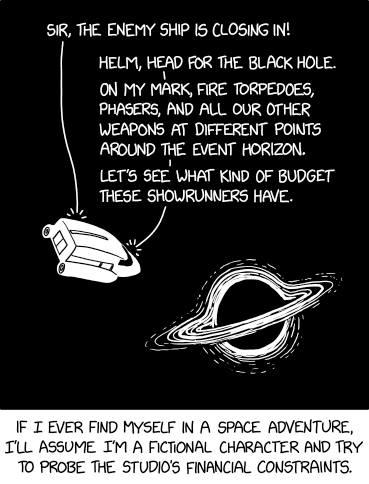 SIR, THE ENEMY SHIP IS CLOSING IN!
HELM, HEAD FOR THE BLACK HOLE.
ON MY MARK, FIRE TORPEDOES,
PHASERS, AND ALL OUR OTHER
WEAPONS AT DIFFERENT POINTS
AROUND THE EVENT HORIZON.
LET'S SEE WHAT KIND OF BUDGET
THESE SHOWRUNNERS HAVE.
IF I EVER FIND MYSELF IN A SPACE ADVENTURE,
I'LL ASSUME I'M A FICTIONAL CHARACTER AND TRY
TO PROBE THE STUDIO'S FINANCIAL CONSTRAINTS.